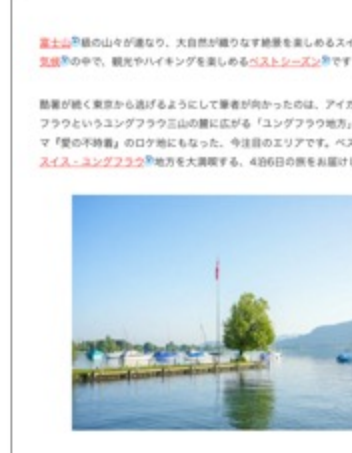 富士山級の山々が連なり、大自然が織りなす絶景を楽しめるスイ
気候の中で、観光やハイキングを楽しめるベストシーズンです
酷暑が続く東京から逃げるようにして筆者が向かったのは、アイガ
フラウというユングフラウ三山の麓に広がる「ユングフラウ地方」
マ『愛の不時着』のロケ地にもなった、今注目のエリアです。ベス
スイス・ユングフラウ地方を大満喫する、4泊6日の旅をお届けし